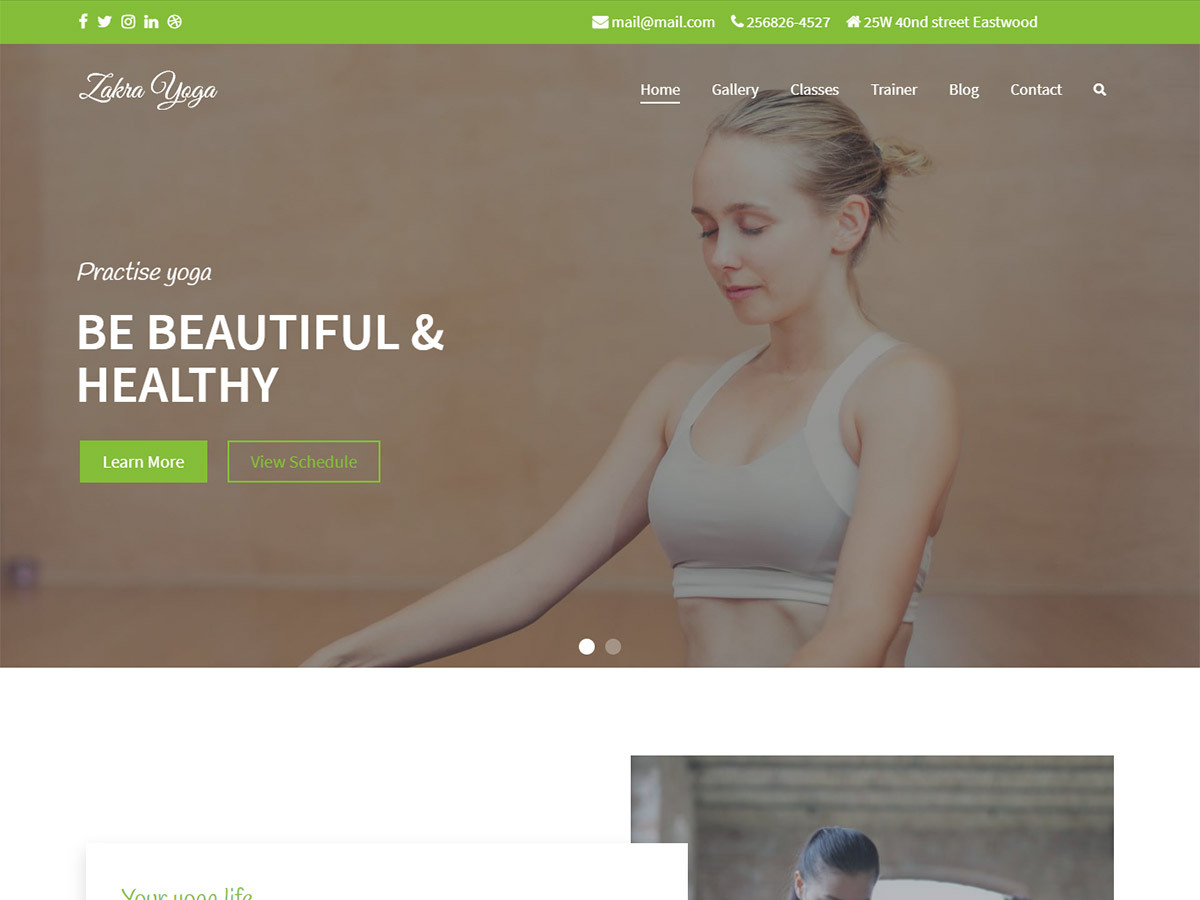 mail@mail.com 256826-4527 25W 40nd street Eastwood
Zakra Yoga
Home Gallery Classes Trainer Blog Contact
Practise yoga
BE BEAUTIFUL &
HEALTHY
Learn More View Schedule
Your yoga life